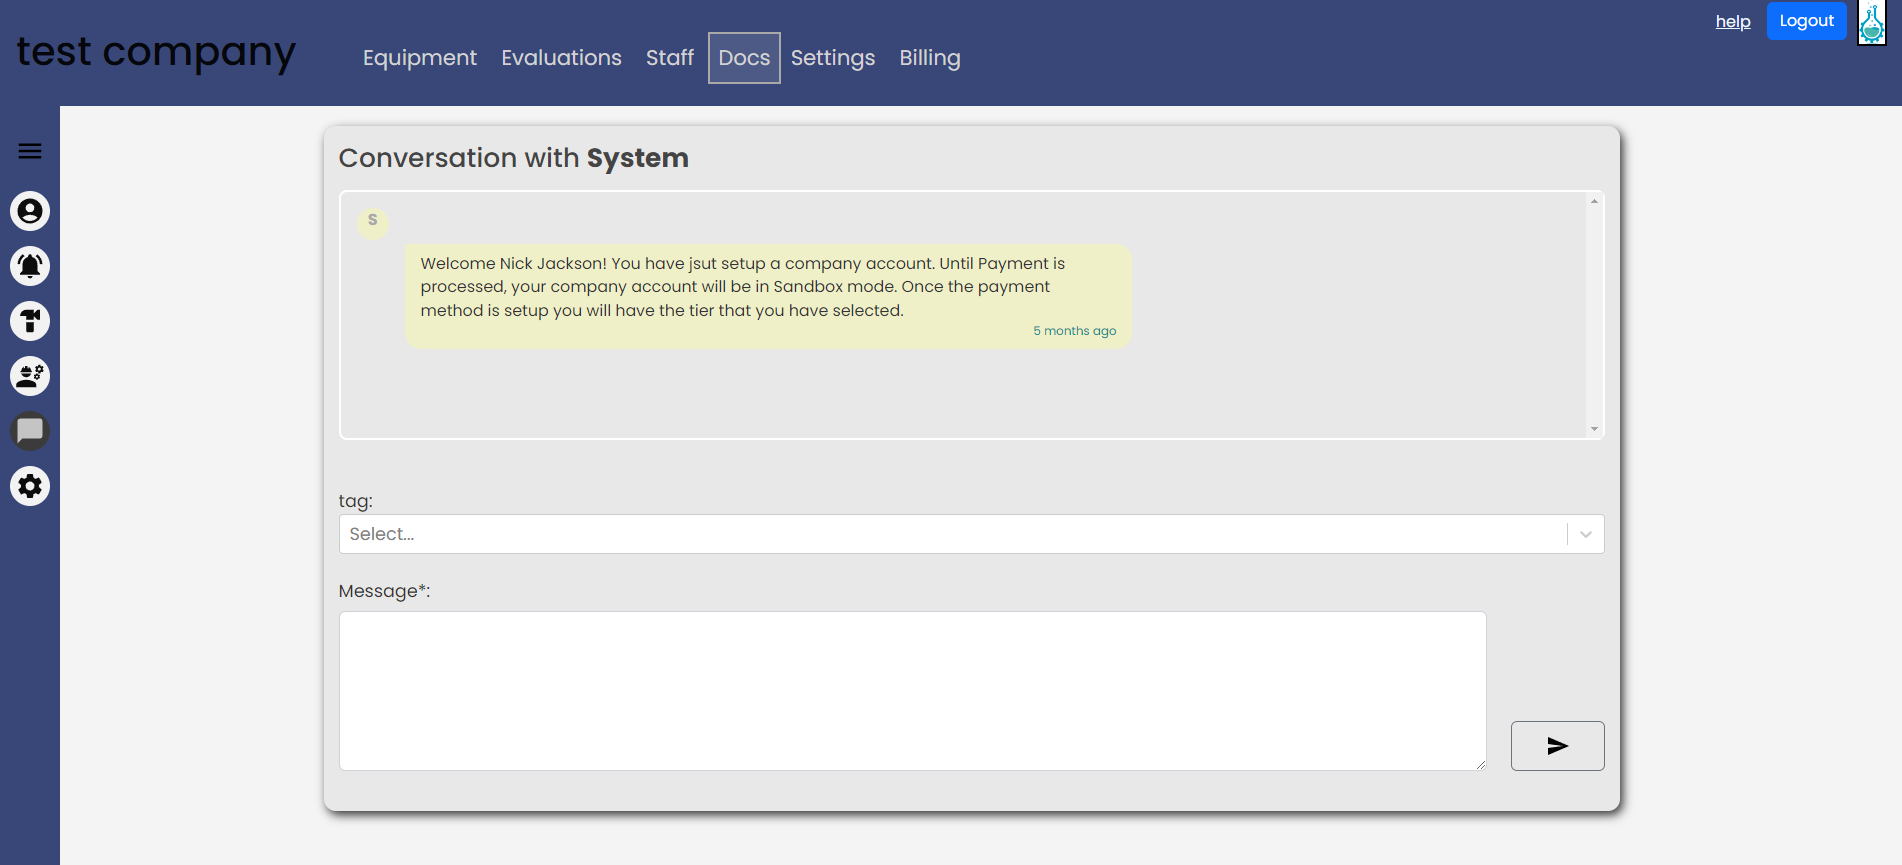 help
Logout
test company
Equipment
Evaluations
Staff
Docs
Settings
Billing
Conversation with System
S
Welcome Nick Jackson! You have jsut setup a company account. Until Payment is
processed, your company account will be in Sandbox mode. Once the payment
method is setup you will have the tier that you have selected.
5 months ago
tag:
Select...
Message*: